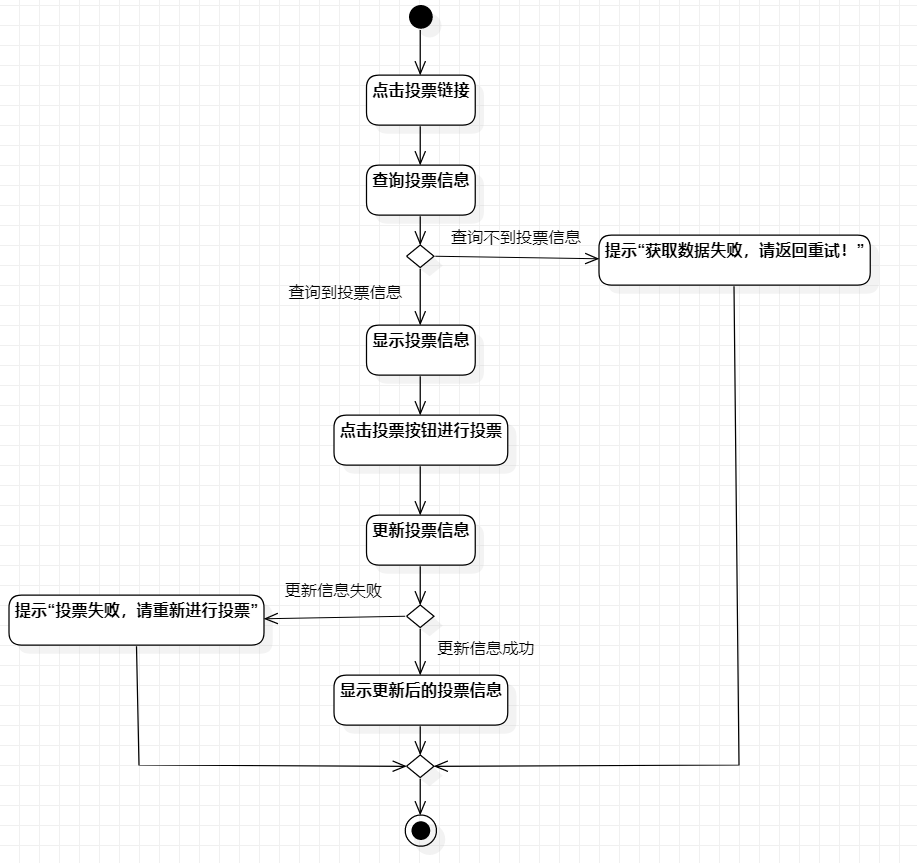 点击投票链接
查询投票信息
查询不到投票信息
提示“获取数据失败，请返回重试！”
查询到投票信息
显示投票信息
点击投票按钮进行投票
更新投票信息
更新信息失败
提示“投票失败，请重新进行投票”
更新信息成功
显示更新后的投票信息